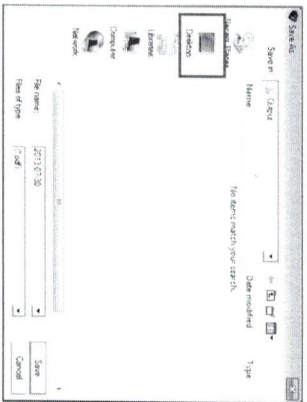 Save As
Save in: Output
Name
Date modified
Type
No items match your search.
Recent Places
Desktop
Libraries
Computer
Network
File name: 2013-07-30
Files of type: (*.pdf)
Save
Cancel